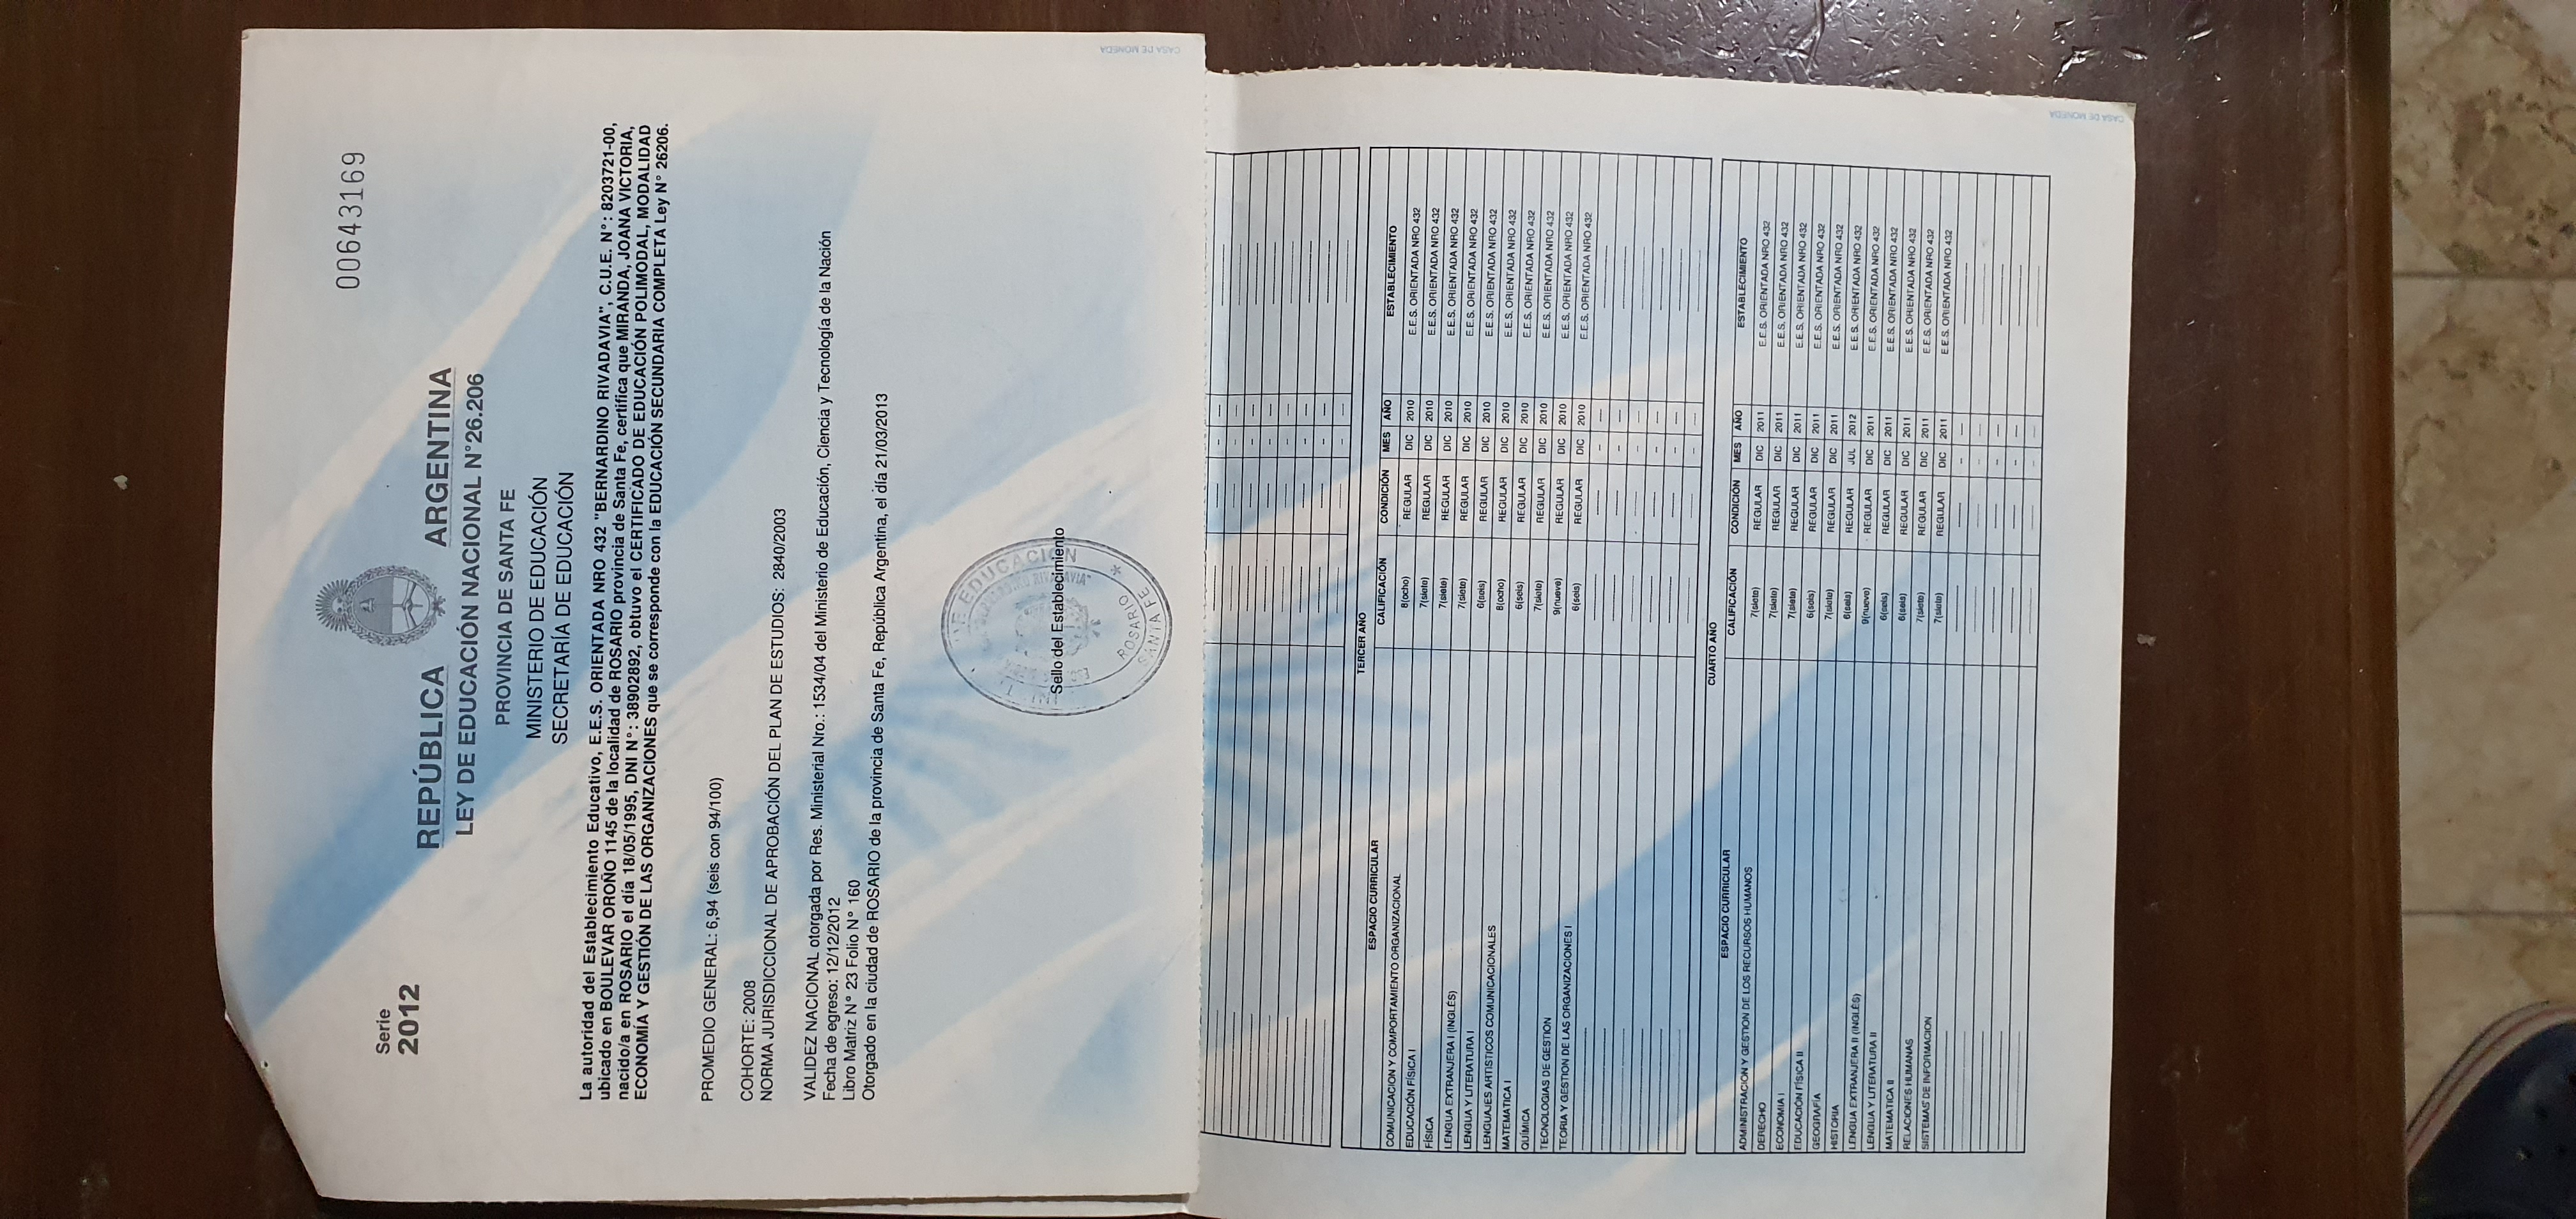 00643169
Serie
2012
REPÚBLICA ARGENTINA
LEY DE EDUCACIÓN NACIONAL N°26.206
PROVINCIA DE SANTA FE
MINISTERIO DE EDUCACIÓN
SECRETARÍA DE EDUCACIÓN
La autoridad del Establecimiento Educativo, E.E.S. ORIENTADA NRO 432 "BERNARDINO RIVADAVIA", C.U.E. N°: 8203721-00,
ubicado en BOULEVAR OROÑO 1145 de la localidad de ROSARIO provincia de Santa Fe, certifica que MIRANDA, JOANA VICTORIA,
nacido/a en ROSARIO el día 18/05/1995, DNI N°: 38902892, obtuvo el CERTIFICADO DE EDUCACIÓN POLIMODAL, MODALIDAD
ECONOMÍA Y GESTIÓN DE LAS ORGANIZACIONES que se corresponde con la EDUCACIÓN SECUNDARIA COMPLETA Ley N° 26206.
PROMEDIO GENERAL: 6,94 (seis con 94/100)
COHORTE: 2008
NORMA JURISDICCIONAL DE APROBACIÓN DEL PLAN DE ESTUDIOS: 2840/2003
VALIDEZ NACIONAL otorgada por Res. Ministerial Nro.: 1534/04 del Ministerio de Educación, Ciencia y Tecnología de la Nación
Fecha de egreso: 12/12/2012
Libro Matriz N° 23 Folio N° 160
Otorgado en la ciudad de ROSARIO de la provincia de Santa Fe, República Argentina, el día 21/03/2013
DE EDUCACIÓN
Sello del Establecimiento
ROSARIO
SANTA FE
CASA DE MONEDA
TERCER AÑO
ESPACIO CURRICULAR CALIFICACIÓN CONDICIÓN MES AÑO ESTABLECIMIENTO
COMUNICACION Y COMPORTAMIENTO ORGANIZACIONAL 8(ocho) REGULAR DIC 2010 E.E.S. ORIENTADA NRO 432
EDUCACIÓN FÍSICA I 7(siete) REGULAR DIC 2010 E.E.S. ORIENTADA NRO 432
FÍSICA 7(siete) REGULAR DIC 2010 E.E.S. ORIENTADA NRO 432
LENGUA EXTRANJERA I (INGLÉS) 7(siete) REGULAR DIC 2010 E.E.S. ORIENTADA NRO 432
LENGUA Y LITERATURA I 6(seis) REGULAR DIC 2010 E.E.S. ORIENTADA NRO 432
LENGUAJES ARTISTICOS COMUNICACIONALES 8(ocho) REGULAR DIC 2010 E.E.S. ORIENTADA NRO 432
MATEMATICA I 6(seis) REGULAR DIC 2010 E.E.S. ORIENTADA NRO 432
QUÍMICA 7(siete) REGULAR DIC 2010 E.E.S. ORIENTADA NRO 432
TECNOLOGIAS DE GESTION 9(nueve) REGULAR DIC 2010 E.E.S. ORIENTADA NRO 432
TEORIA Y GESTION DE LAS ORGANIZACIONES I 6(seis) REGULAR DIC 2010 E.E.S. ORIENTADA NRO 432
CUARTO AÑO
ESPACIO CURRICULAR CALIFICACIÓN CONDICIÓN MES AÑO ESTABLECIMIENTO
ADMINISTRACION Y GESTION DE LOS RECURSOS HUMANOS 7(siete) REGULAR DIC 2011 E.E.S. ORIENTADA NRO 432
DERECHO 7(siete) REGULAR DIC 2011 E.E.S. ORIENTADA NRO 432
ECONOMIA I 7(siete) REGULAR DIC 2011 E.E.S. ORIENTADA NRO 432
EDUCACIÓN FÍSICA II 6(seis) REGULAR DIC 2011 E.E.S. ORIENTADA NRO 432
GEOGRAFÍA 7(siete) REGULAR DIC 2011 E.E.S. ORIENTADA NRO 432
HISTORIA 6(seis) REGULAR JUL 2012 E.E.S. ORIENTADA NRO 432
LENGUA EXTRANJERA II (INGLÉS) 9(nueve) REGULAR DIC 2011 E.E.S. ORIENTADA NRO 432
LENGUA Y LITERATURA II 6(seis) REGULAR DIC 2011 E.E.S. ORIENTADA NRO 432
MATEMATICA II 6(seis) REGULAR DIC 2011 E.E.S. ORIENTADA NRO 432
RELACIONES HUMANAS 7(siete) REGULAR DIC 2011 E.E.S. ORIENTADA NRO 432
SISTEMAS DE INFORMACION 7(siete) REGULAR DIC 2011 E.E.S. ORIENTADA NRO 432
CASA DE MONEDA